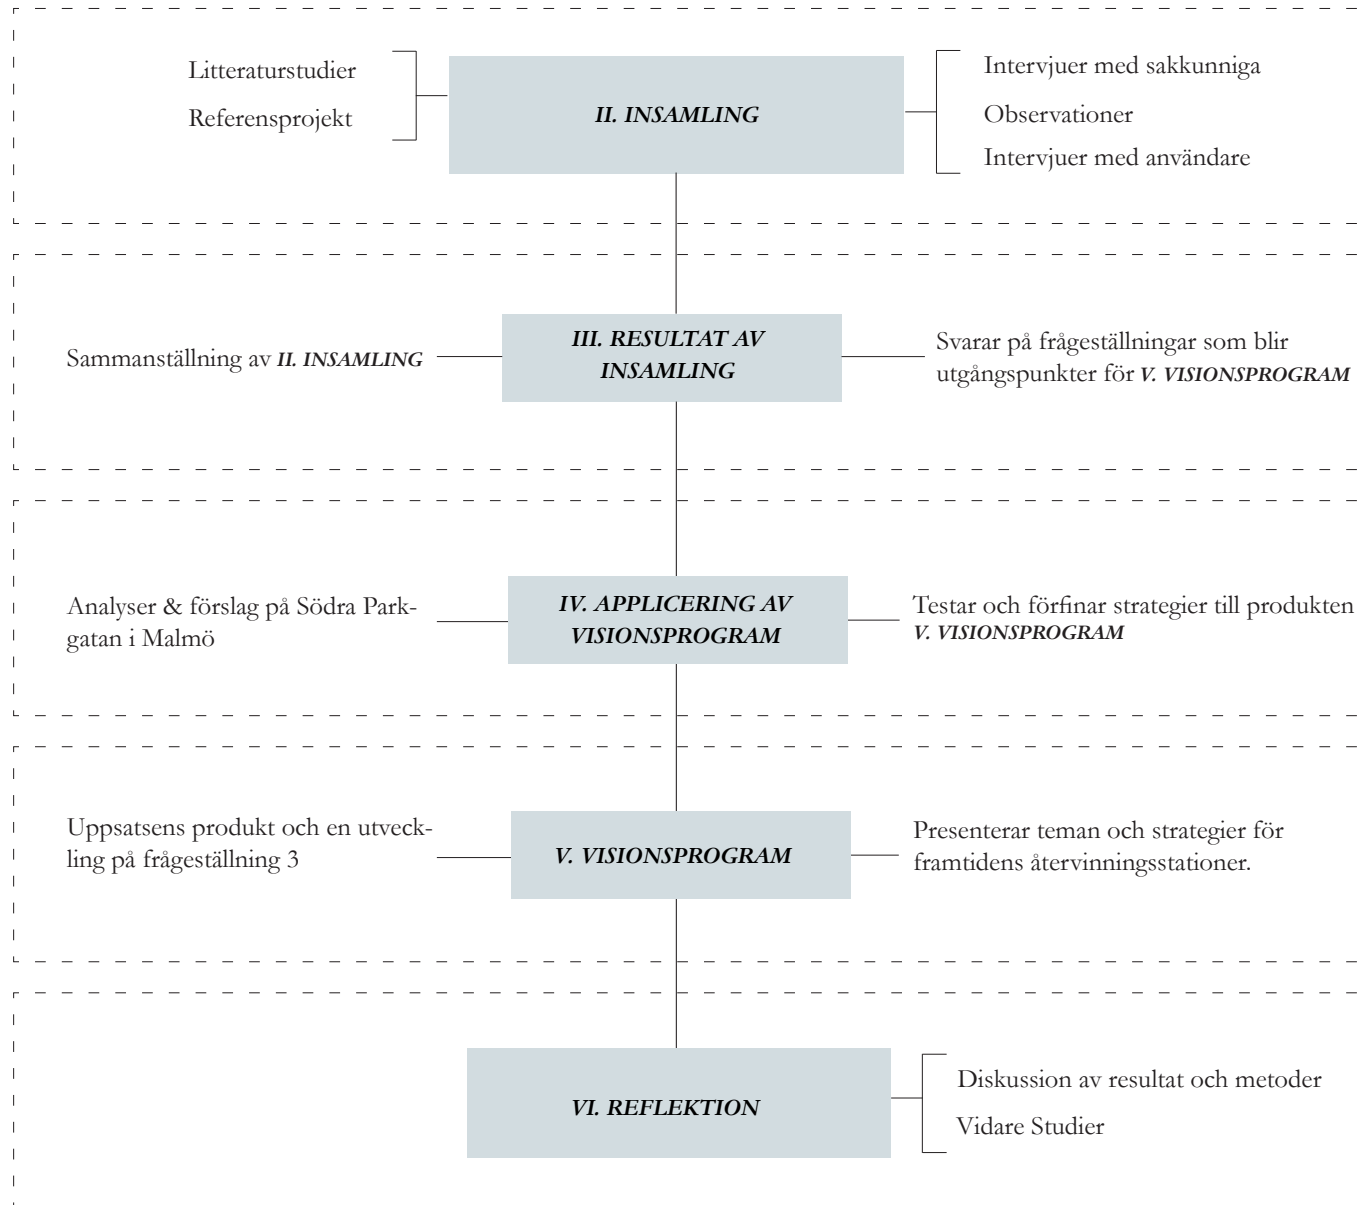 Litteraturstudier
Referensprojekt
II. INSAMLING
Intervjuer med sakkunniga
Observationer
Intervjuer med användare
Sammanställning av II. INSAMLING
III. RESULTAT AV
INSAMLING
Svarar på frågeställningar som blir
utgångspunkter för V. VISIONSPROGRAM
Analyser & förslag på Södra Park-
gatan i Malmö
IV. APPLICERING AV
VISIONSPROGRAM
Testar och förfinar strategier till produkten
V. VISIONSPROGRAM
Uppsatsens produkt och en utveck-
ling på frågeställning 3
V. VISIONSPROGRAM
Presenterar teman och strategier för
framtidens återvinningsstationer.
VI. REFLEKTION
Diskussion av resultat och metoder
Vidare Studier